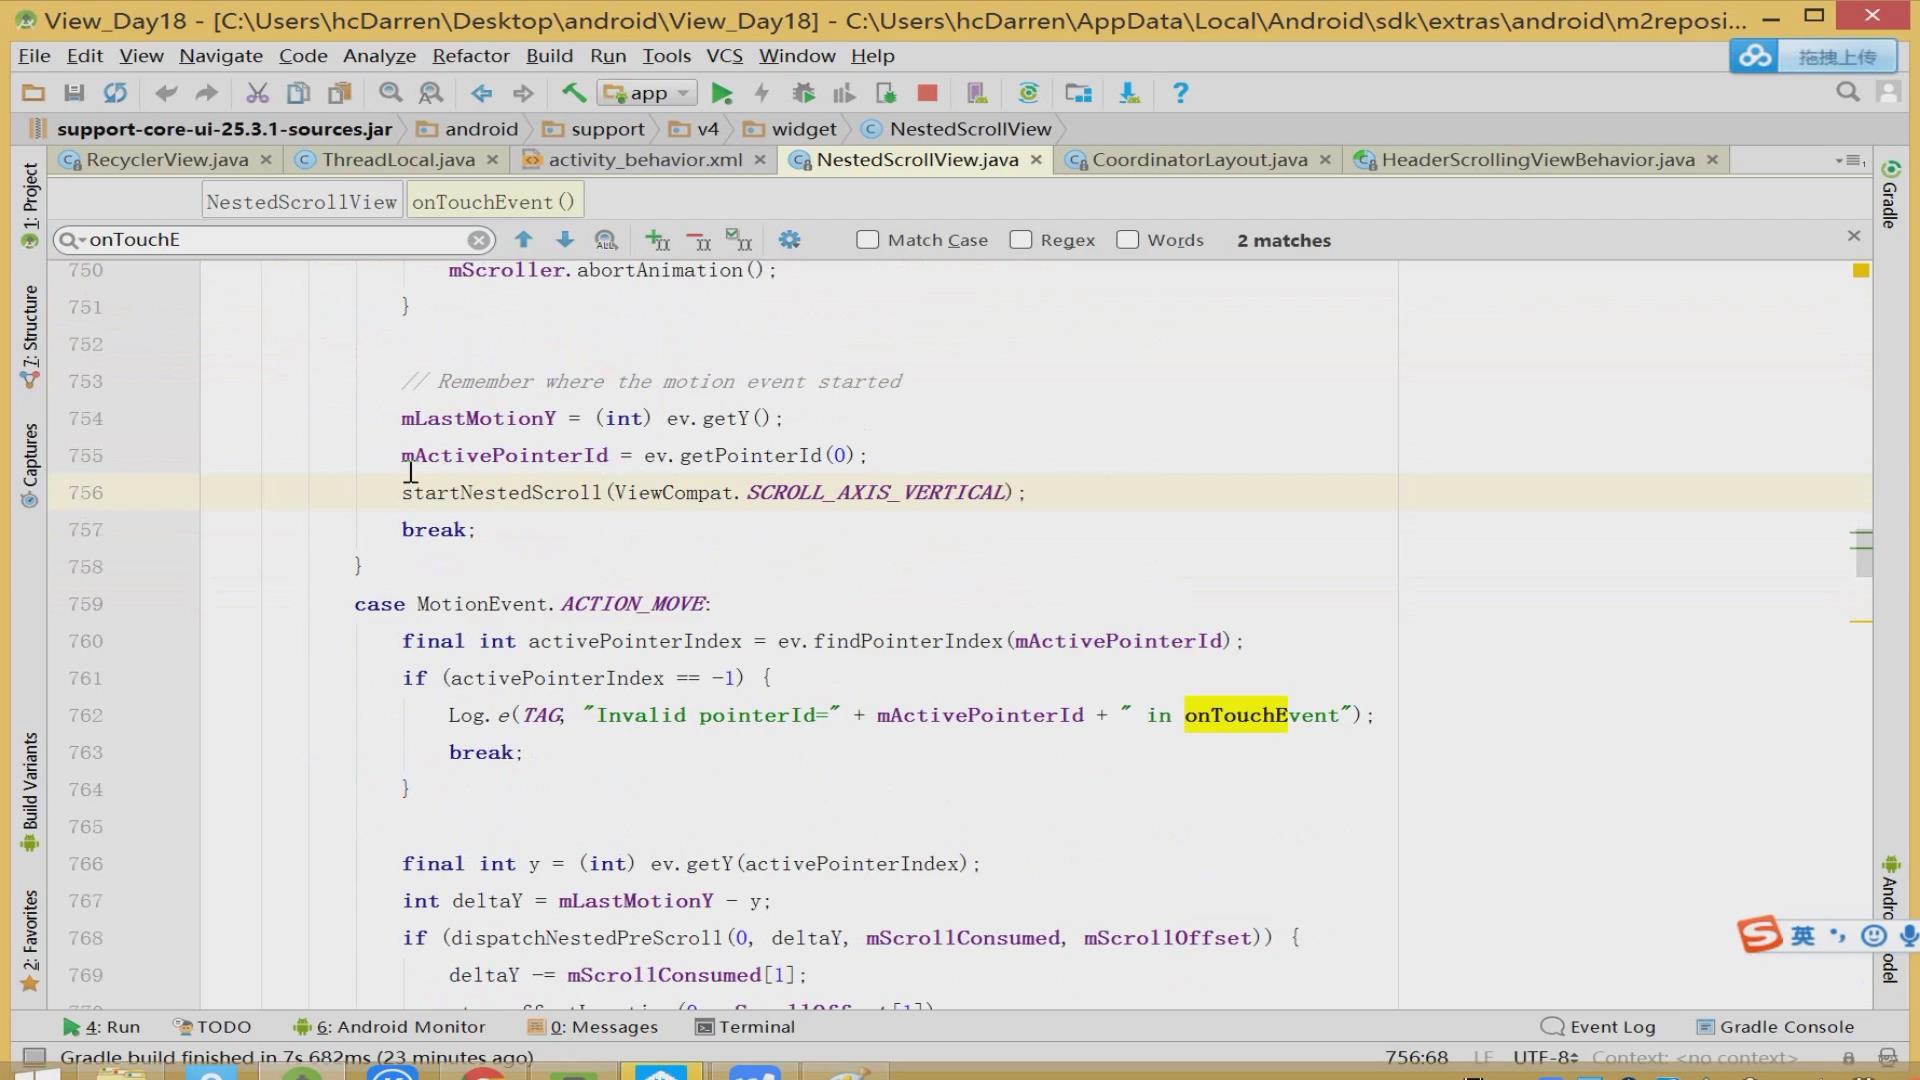 View_Day18 - [C:\Users\hcDarren\Desktop\android\View_Day18] - C:\Users\hcDarren\AppData\Local\Android\sdk\extras\android\m2reposi...
File Edit View Navigate Code Analyze Refactor Build Run Tools VCS Window Help
拖拽上传
app
support-core-ui-25.3.1-sources.jar android support v4 widget NestedScrollView
RecyclerView.java ThreadLocal.java activity_behavior.xml NestedScrollView.java CoordinatorLayout.java HeaderScrollingViewBehavior.java
NestedScrollView onTouchEvent()
onTouchE Match Case Regex Words 2 matches
750 mScroller.abortAnimation();
751 }
752
753 // Remember where the motion event started
754 mLastMotionY = (int) ev.getY();
755 mActivePointerId = ev.getPointerId(0);
756 startNestedScroll(ViewCompat.SCROLL_AXIS_VERTICAL);
757 break;
758 }
759 case MotionEvent.ACTION_MOVE:
760 final int activePointerIndex = ev.findPointerIndex(mActivePointerId);
761 if (activePointerIndex == -1) {
762 Log.e(TAG, "Invalid pointerId=" + mActivePointerId + " in onTouchEvent");
763 break;
764 }
765
766 final int y = (int) ev.getY(activePointerIndex);
767 int deltaY = mLastMotionY - y;
768 if (dispatchNestedPreScroll(0, deltaY, mScrollConsumed, mScrollOffset)) {
769 deltaY -= mScrollConsumed[1];
1: Project
7: Structure
Captures
Build Variants
2: Favorites
Gradle
英
4: Run TODO 6: Android Monitor 0: Messages Terminal Event Log Gradle Console
Gradle build finished in 7s 682ms (23 minutes ago) 756:68 LF UTF-8 Context: <no context>